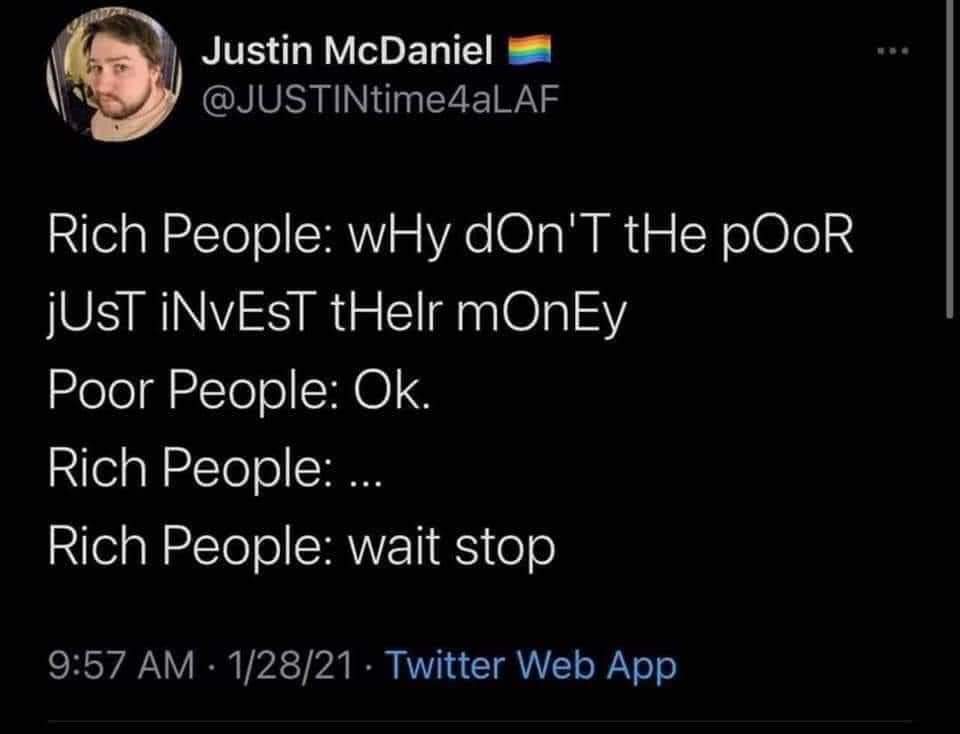 Justin McDaniel 🏳️‍🌈
@JUSTINtime4aLAF
Rich People: wHy dOn'T tHe pOoR
jUsT iNvEsT tHeIr mOnEy
Poor People: Ok.
Rich People: ...
Rich People: wait stop
9:57 AM · 1/28/21 · Twitter Web App